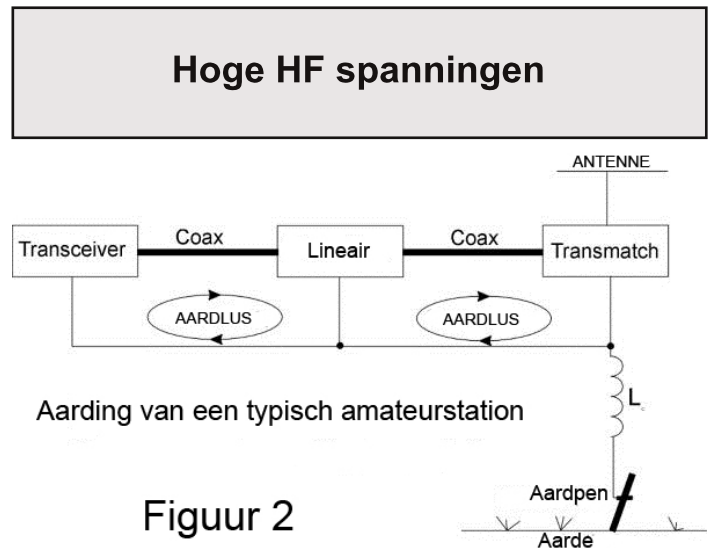 Hoge HF spanningen
ANTENNE
Transceiver
Coax
Lineair
Coax
Transmatch
AARDLUS
AARDLUS
L
Aarding van een typisch amateurstation
Aardpen
Figuur 2
Aarde